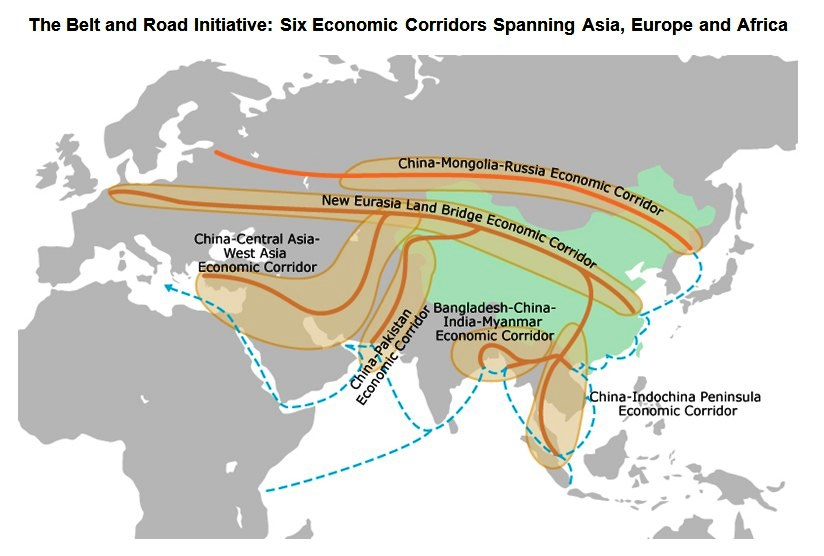 The Belt and Road Initiative: Six Economic Corridors Spanning Asia, Europe and Africa
China-Mongolia-Russia Economic Corridor
New Eurasia Land Bridge Economic Corridor
China-Central Asia-
West Asia
Economic Corridor
China-Pakistan
Economic Corridor
Bangladesh-China-
India-Myanmar
Economic Corridor
China-Indochina Peninsula
Economic Corridor